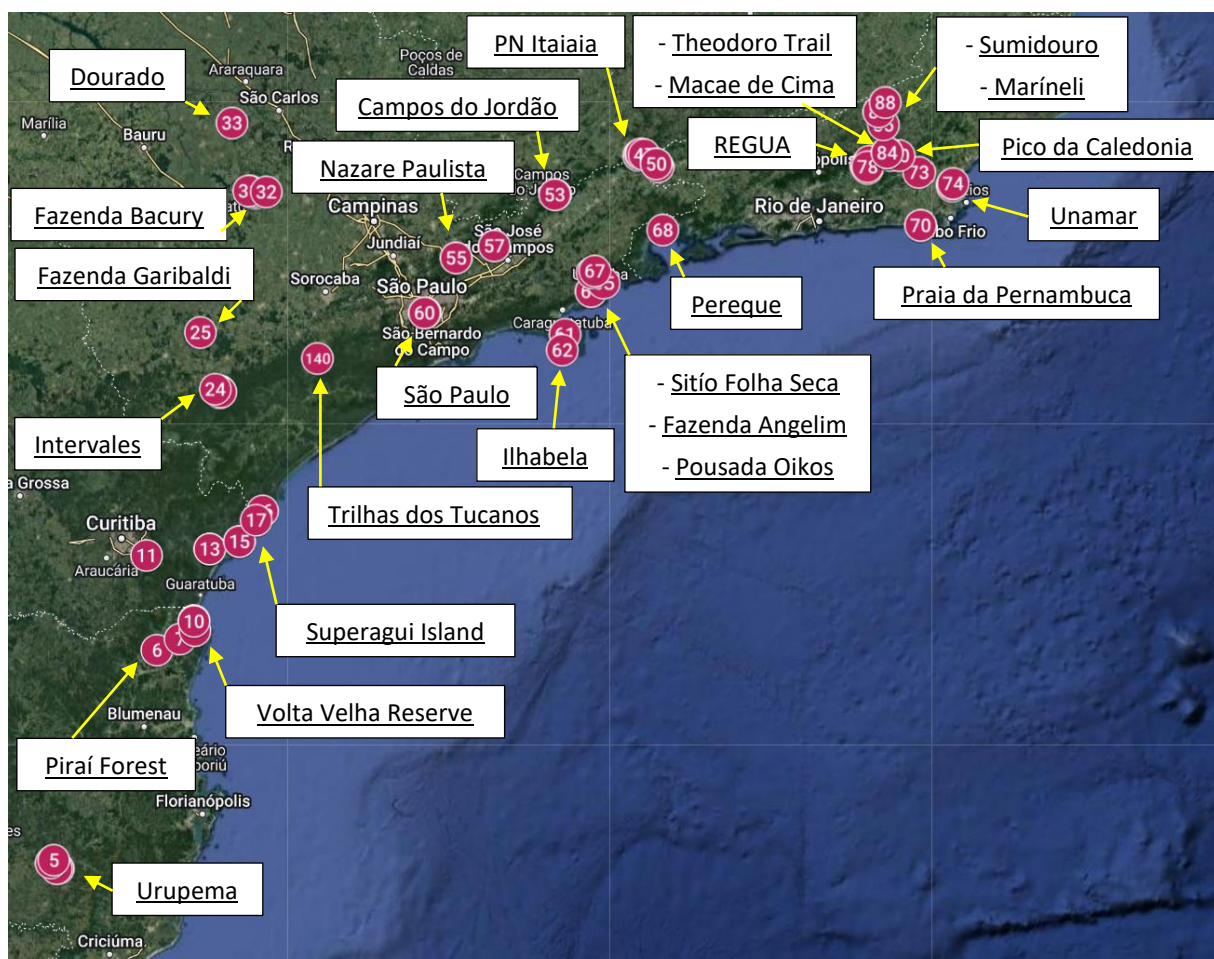 PN Itaiaia
- Theodoro Trail
- Macae de Cima
- Sumidouro
- Maríneli
Dourado
Araraquara
Poços de
Caldas
Campos do Jordão
São Carlos
Marília
Bauru
33
88
REGUA
Pico da Caledonia
Nazare Paulista
50
84
78
73
74
Campos
53
32
Fazenda Bacury
Campinas
Rio de Janeiro
Unamar
Fazenda Garibaldi
Jundiaí
São José
57
55
68
70
Sorocaba
São Paulo
67
Pereque
Praia da Pernambuca
60
São Bernardo
do Campo
25
61
62
140
São Paulo
- Sitío Folha Seca
- Fazenda Angelim
- Pousada Oikos
24
Intervales
Ilhabela
a Grossa
Trilhas dos Tucanos
Curitiba
17
11
13
15
Araucária
Guaratuba
Superagui Island
10
6
7
Volta Velha Reserve
Blumenau
Piraí Forest
Florianópolis
5
Urupema
Criciúma